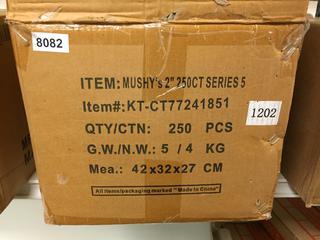 8082
ITEM: MUSHY's 2" 250CT SERIES 5
Item#:KT-CT77241851
1202
QTY/CTN: 250 PCS
G.W./N.W.: 5 / 4 KG
Mea.: 42x32x27 CM
All items/packaging marked "Made In China"